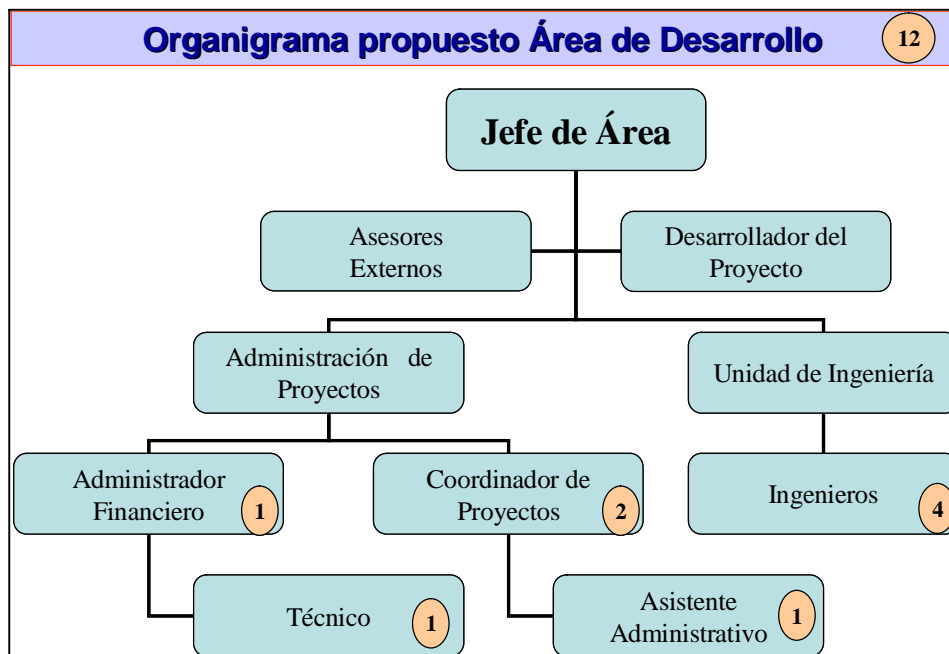 Organigrama propuesto Área de Desarrollo
12
Jefe de Área
Asesores
Externos
Desarrollador del
Proyecto
Administración de
Proyectos
Unidad de Ingeniería
Administrador
Financiero
1
Coordinador de
Proyectos
2
Ingenieros
4
Técnico
1
Asistente
Administrativo
1